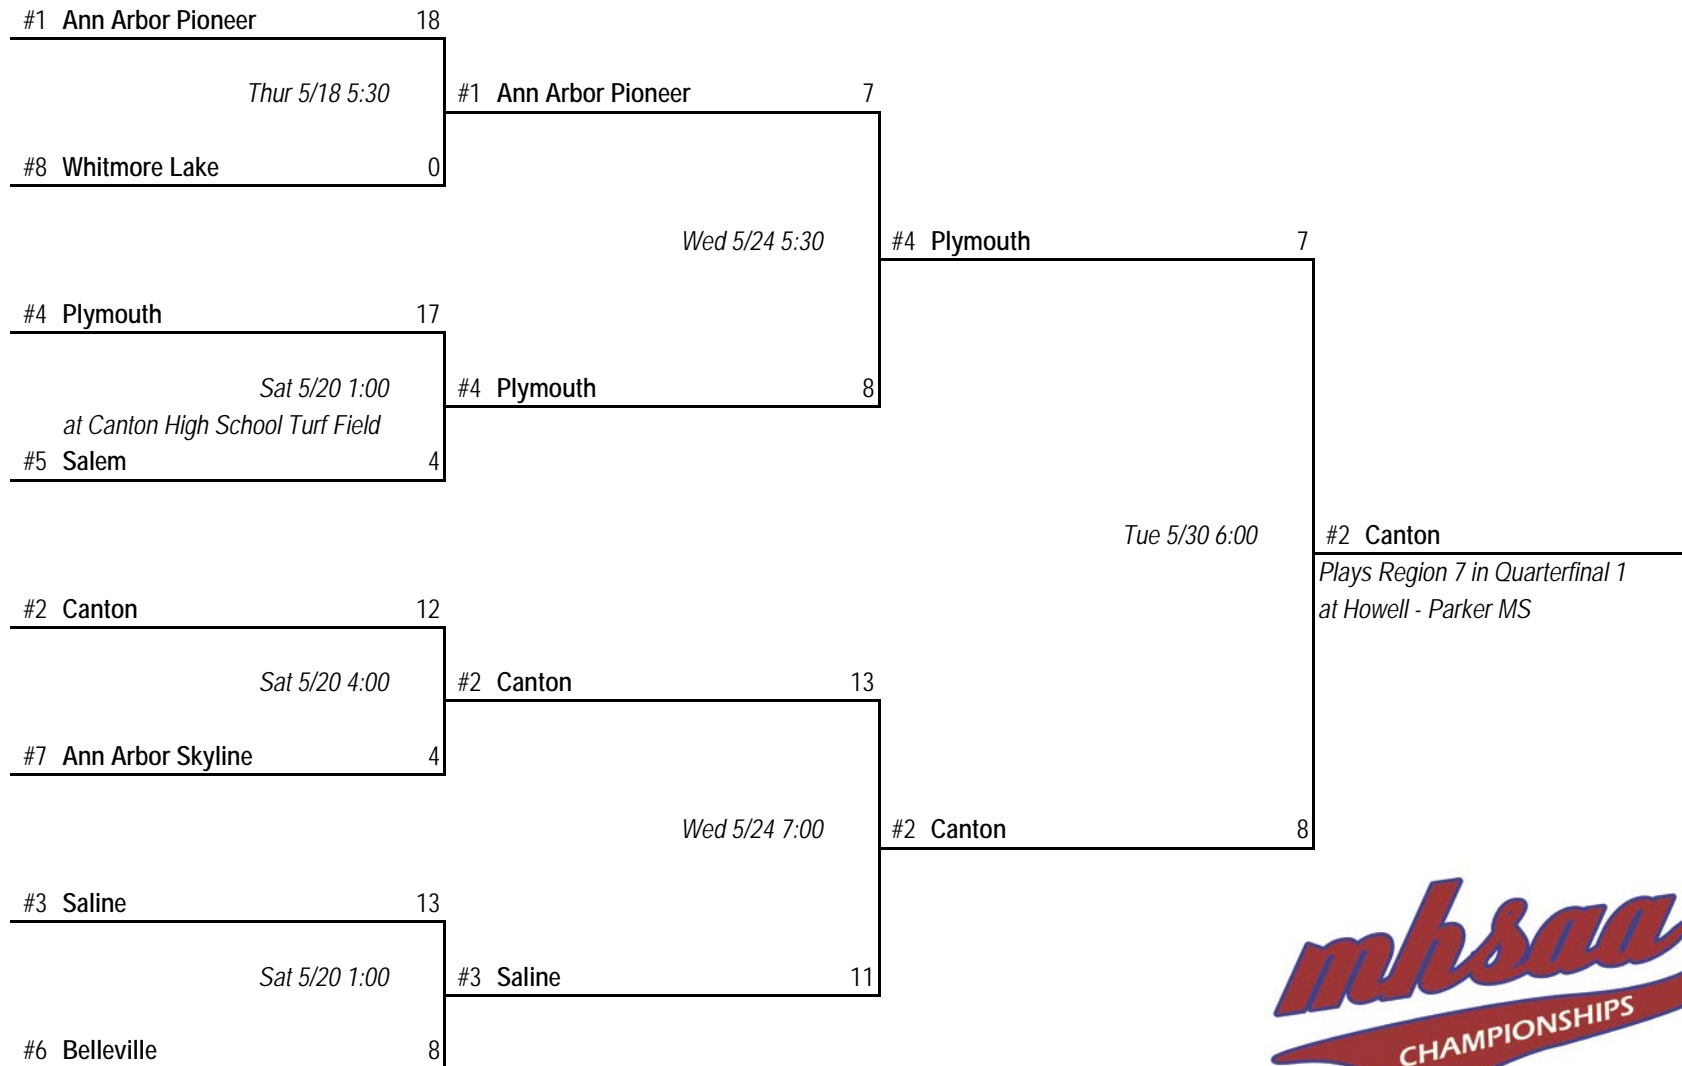 #1 Ann Arbor Pioneer 18
Thur 5/18 5:30
#1 Ann Arbor Pioneer 7
#8 Whitmore Lake 0
Wed 5/24 5:30
#4 Plymouth 7
#4 Plymouth 17
Sat 5/20 1:00
#4 Plymouth 8
at Canton High School Turf Field
#5 Salem 4
Tue 5/30 6:00
#2 Canton
Plays Region 7 in Quarterfinal 1
at Howell - Parker MS
#2 Canton 12
Sat 5/20 4:00
#2 Canton 13
#7 Ann Arbor Skyline 4
Wed 5/24 7:00
#2 Canton 8
#3 Saline 13
Sat 5/20 1:00
#3 Saline 11
#6 Belleville 8
mhsaa
CHAMPIONSHIPS